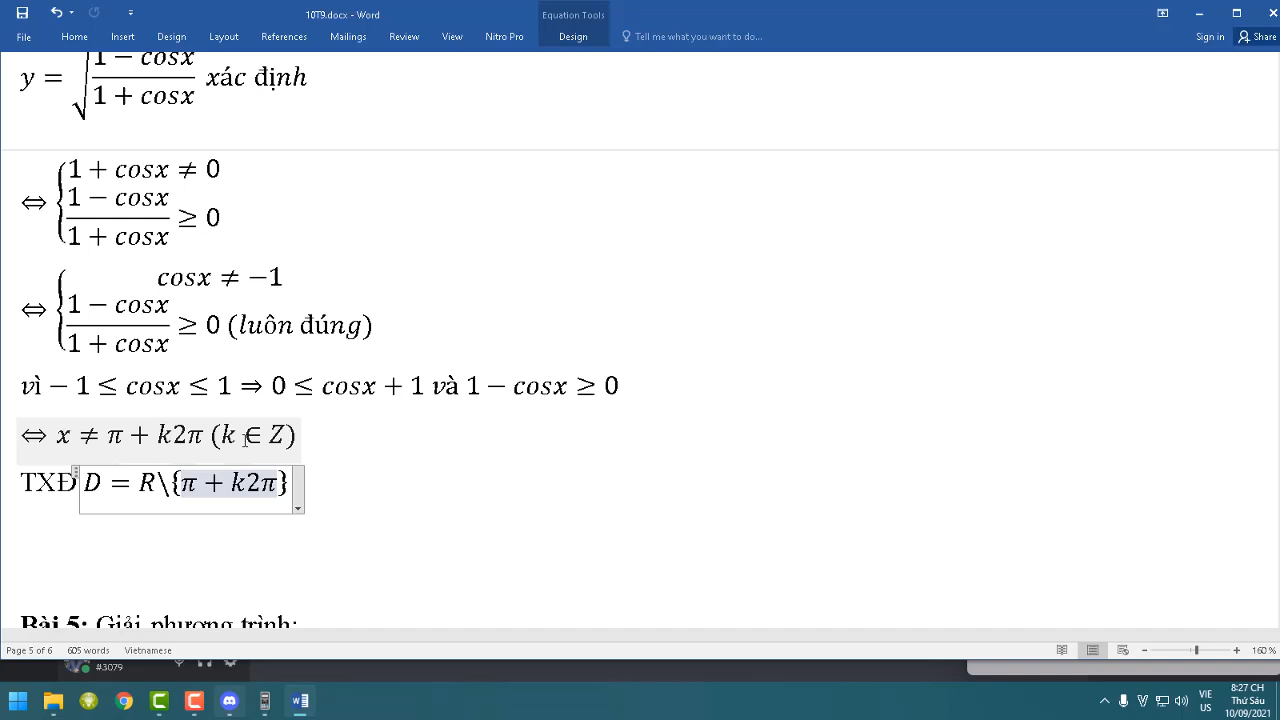 10T9.docx - Word
Equation Tools
File Home Insert Design Layout References Mailings Review View Nitro Pro Design Tell me what you want to do... Sign in Share
y = √((1 − cosx)/(1 + cosx)) xác định
⇔ { 1 + cosx ≠ 0
(1 − cosx)/(1 + cosx) ≥ 0
⇔ { cosx ≠ −1
(1 − cosx)/(1 + cosx) ≥ 0 (luôn đúng)
vì − 1 ≤ cosx ≤ 1 ⇒ 0 ≤ cosx + 1 và 1 − cosx ≥ 0
⇔ x ≠ π + k2π (k ∈ Z)
TXĐ D = R\{π + k2π}
Bài 5: Giải phương trình:
Page 5 of 6 605 words Vietnamese 160 %
#3079
VIE 8:27 CH
US Thứ Sáu
10/09/2021